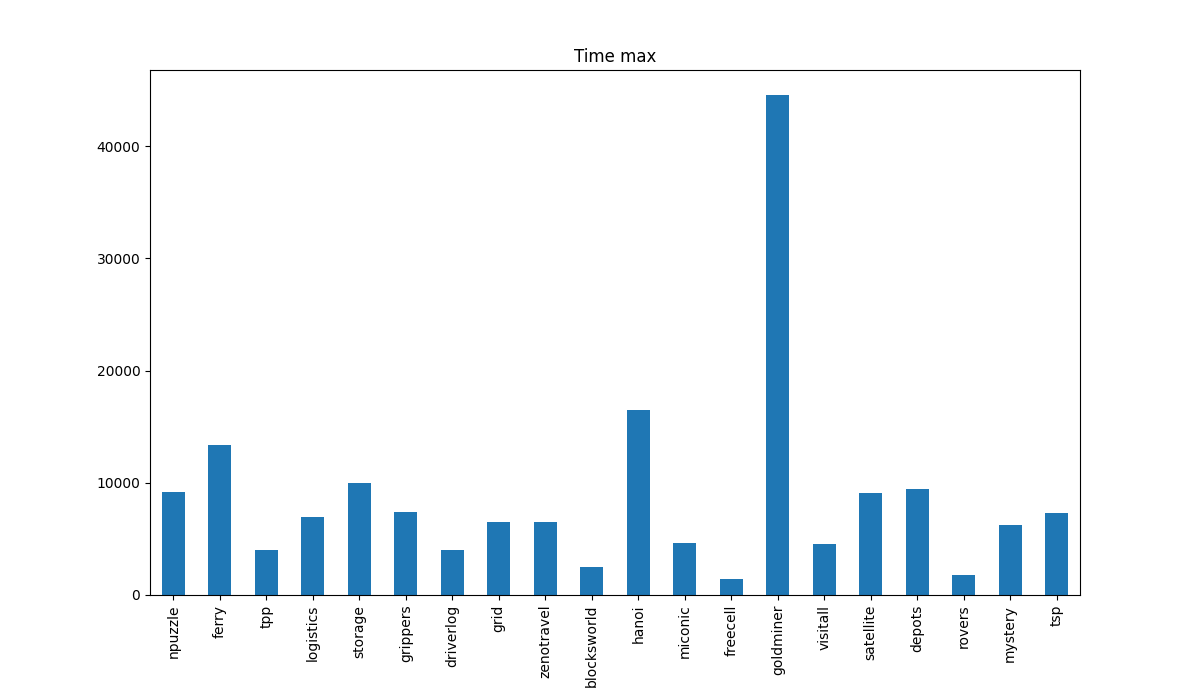 Time max
40000
30000
20000
10000
0
npuzzle
ferry
tpp
logistics
storage
grippers
driverlog
grid
zenotravel
blocksworld
hanoi
miconic
freecell
goldminer
visitall
satellite
depots
rovers
mystery
tsp